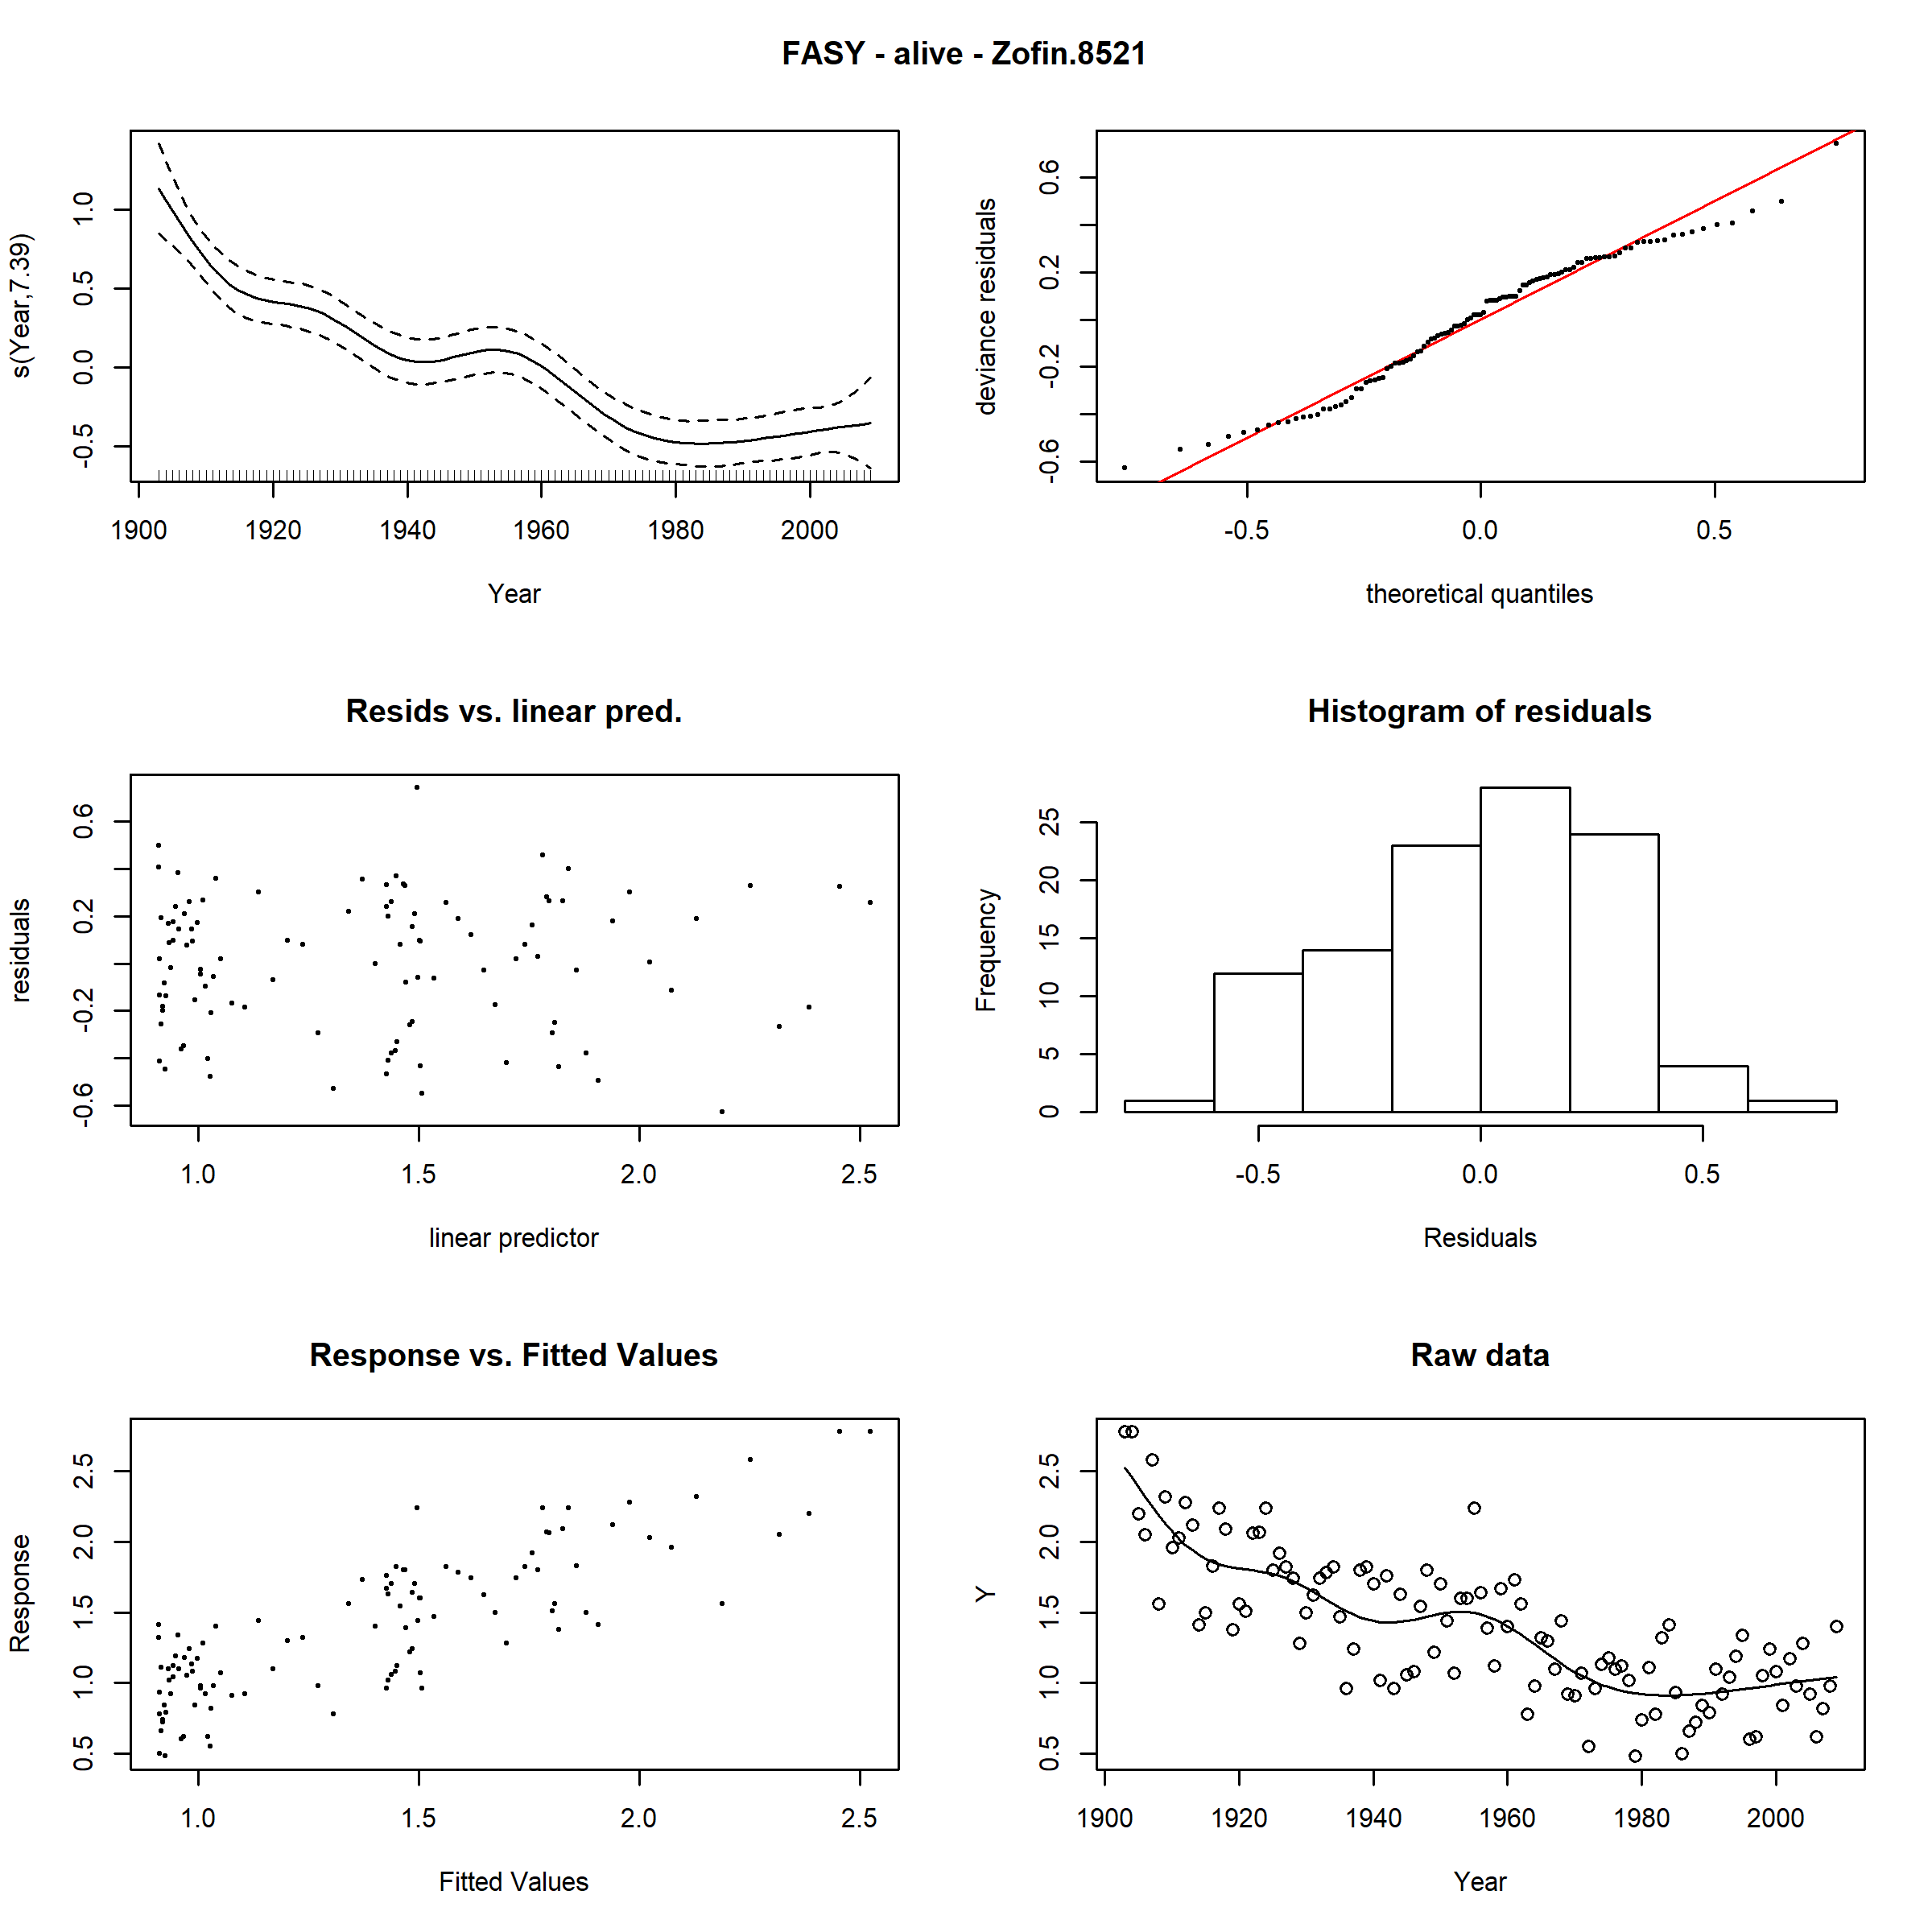 FASY - alive - Zofin.8521
s(Year,7.39)
-0.5 0.0 0.5 1.0
1900 1920 1940 1960 1980 2000
Year
deviance residuals
-0.6 -0.2 0.2 0.6
-0.5 0.0 0.5
theoretical quantiles
Resids vs. linear pred.
residuals
-0.6 -0.2 0.2 0.6
1.0 1.5 2.0 2.5
linear predictor
Histogram of residuals
Frequency
0 5 10 15 20 25
-0.5 0.0 0.5
Residuals
Response vs. Fitted Values
Response
0.5 1.0 1.5 2.0 2.5
1.0 1.5 2.0 2.5
Fitted Values
Raw data
Y
0.5 1.0 1.5 2.0 2.5
1900 1920 1940 1960 1980 2000
Year